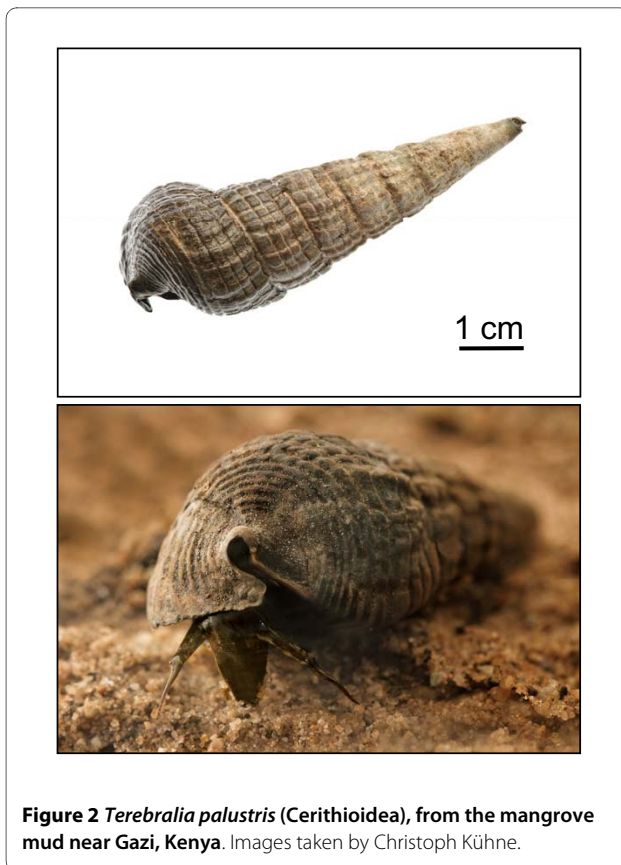 1 cm
Figure 2 Terebralia palustris (Cerithioidea), from the mangrove
mud near Gazi, Kenya. Images taken by Christoph Kühne.